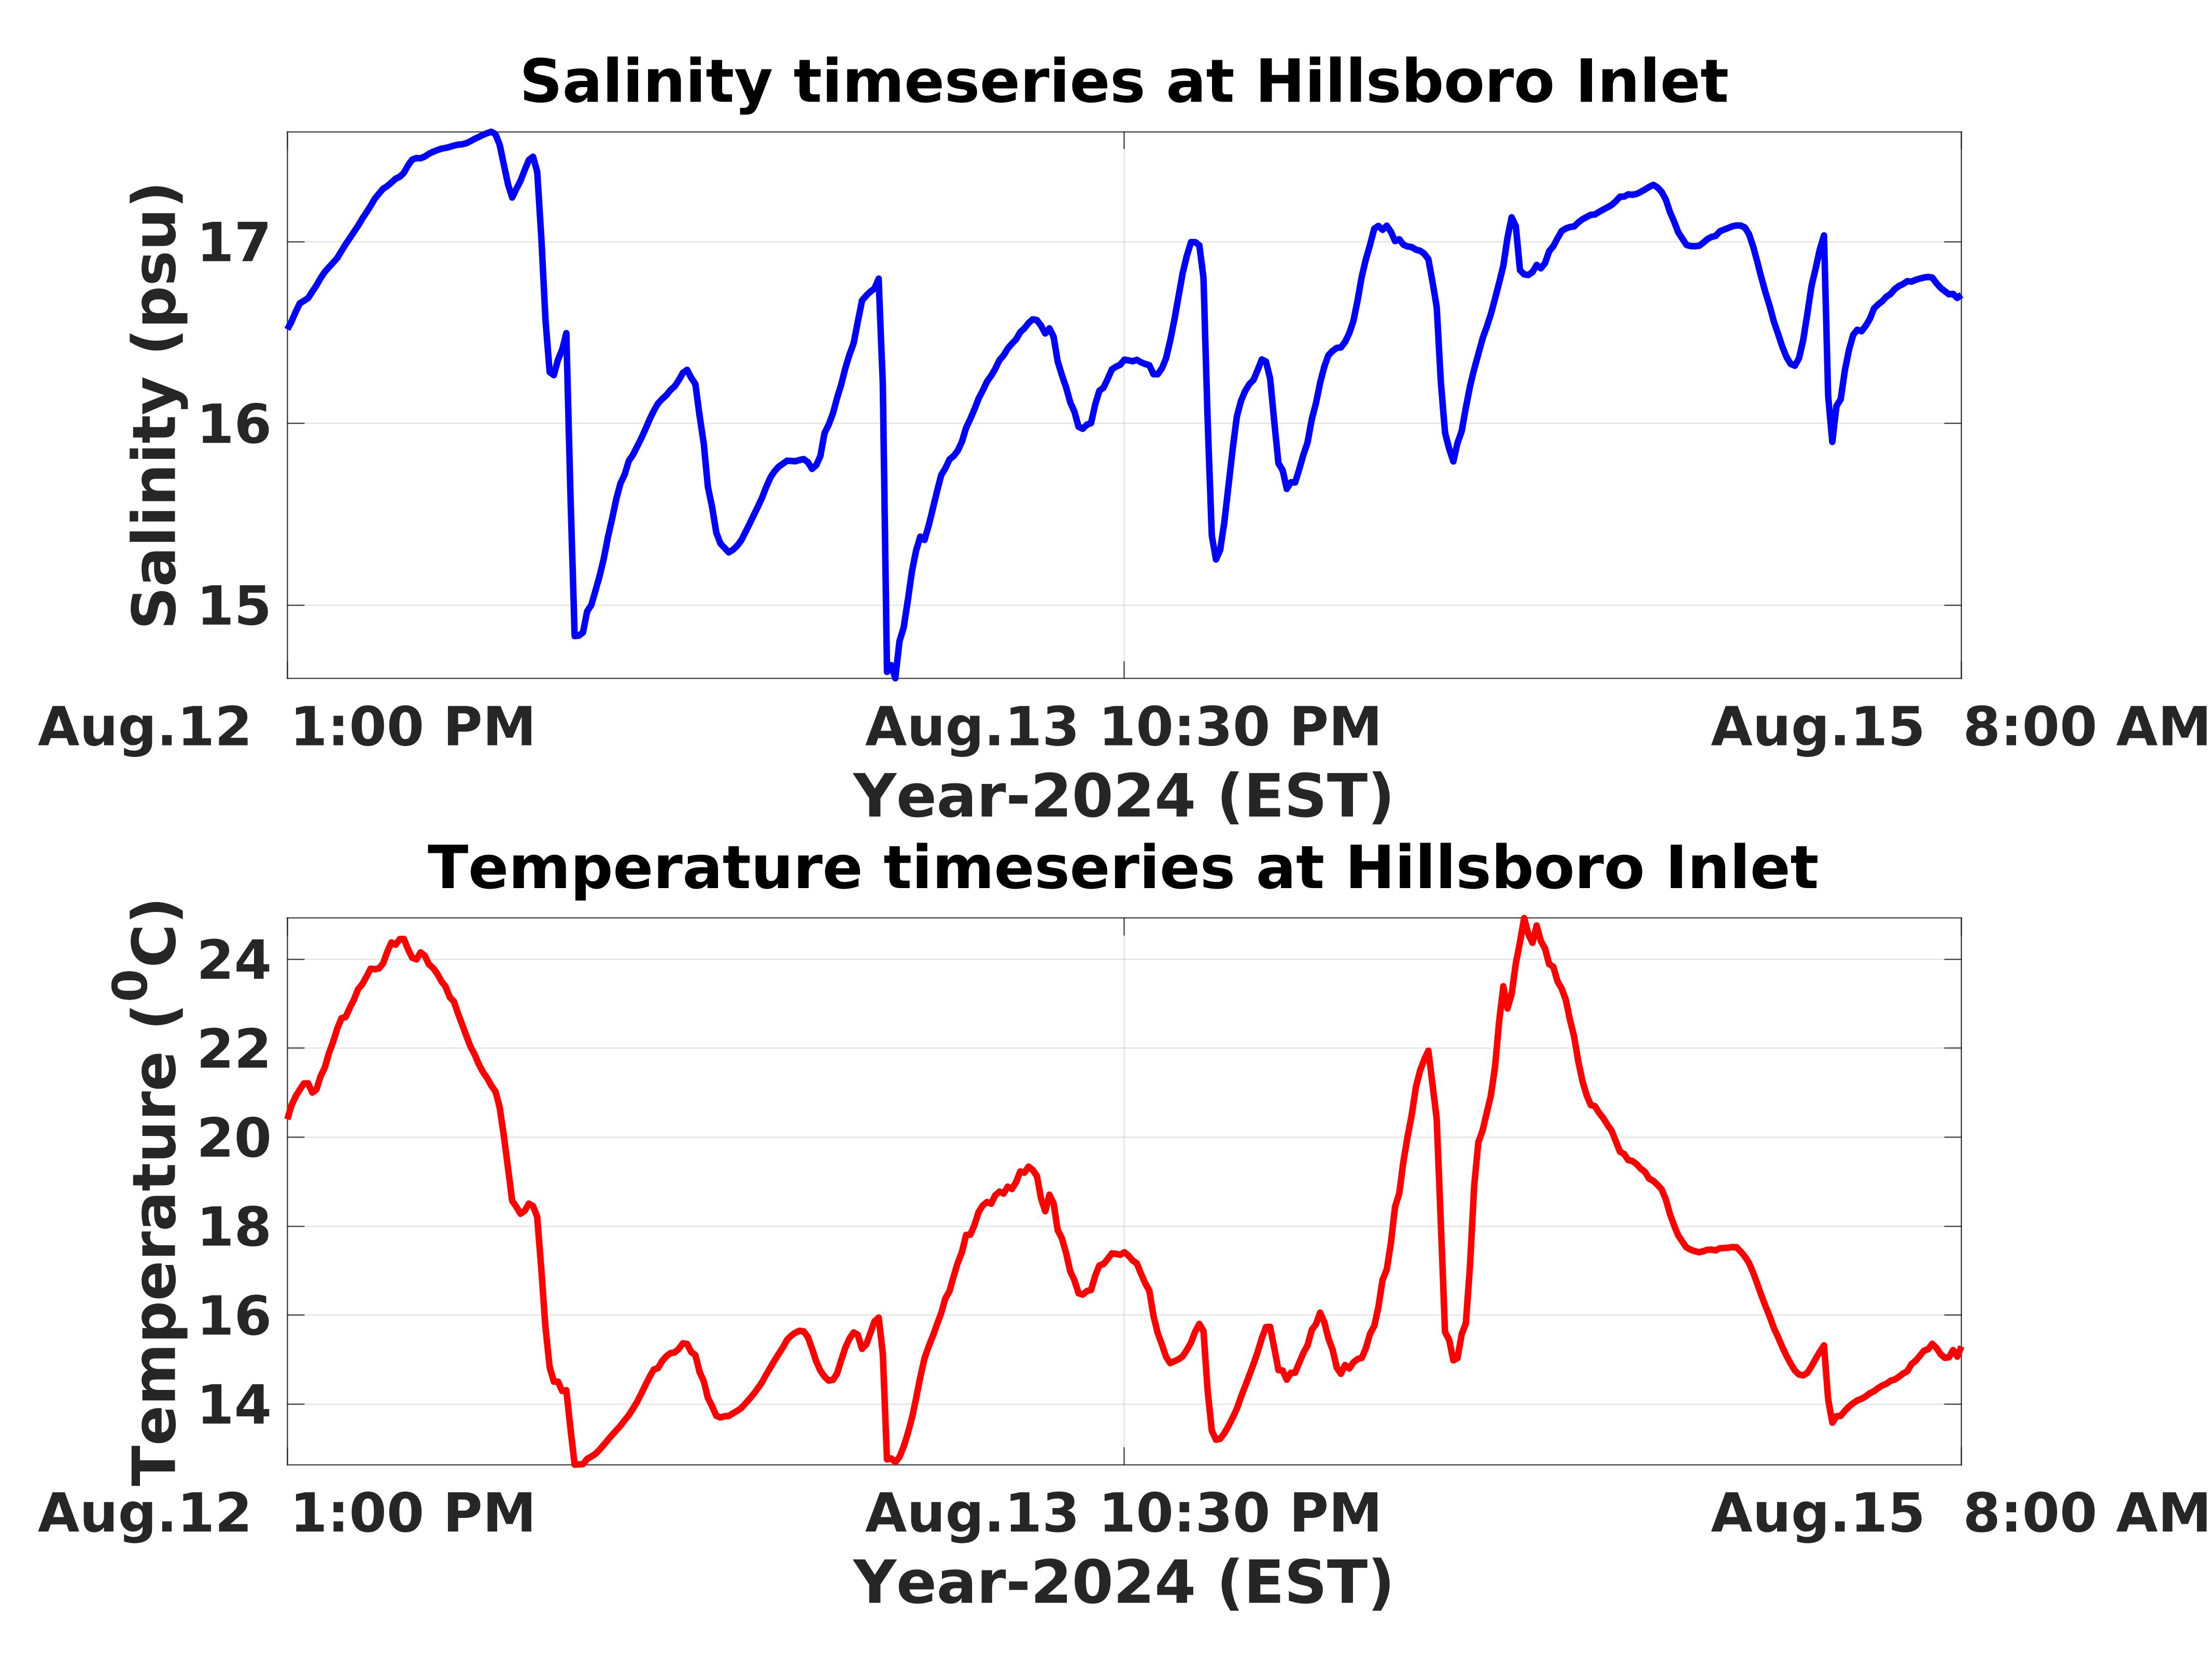 Salinity timeseries at Hillsboro Inlet
Salinity (psu)
17
16
15
Aug.12 1:00 PM
Aug.13 10:30 PM
Aug.15 8:00 AM
Year-2024 (EST)
Temperature timeseries at Hillsboro Inlet
Temperature (⁰C)
24
22
20
18
16
14
Aug.12 1:00 PM
Aug.13 10:30 PM
Aug.15 8:00 AM
Year-2024 (EST)